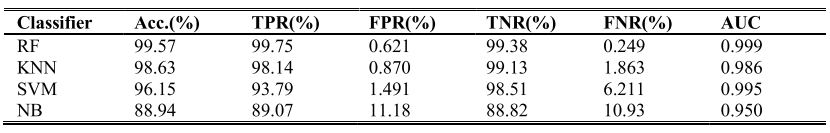 Classifier Acc.(%) TPR(%) FPR(%) TNR(%) FNR(%) AUC
RF 99.57 99.75 0.621 99.38 0.249 0.999
KNN 98.63 98.14 0.870 99.13 1.863 0.986
SVM 96.15 93.79 1.491 98.51 6.211 0.995
NB 88.94 89.07 11.18 88.82 10.93 0.950